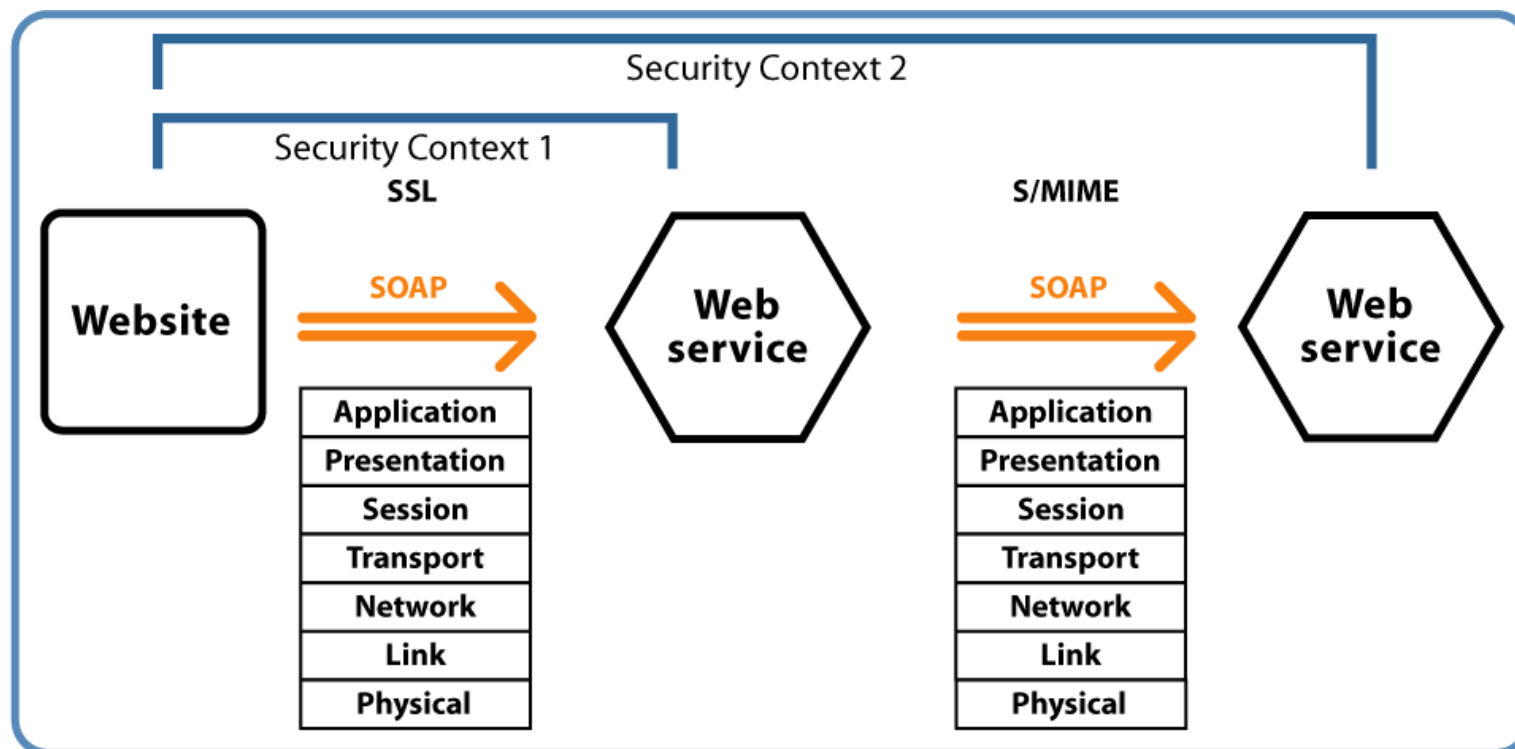 Security Context 2
Security Context 1
SSL
S/MIME
Website
SOAP
Web
service
SOAP
Web
service
Application
Presentation
Session
Transport
Network
Link
Physical
Application
Presentation
Session
Transport
Network
Link
Physical